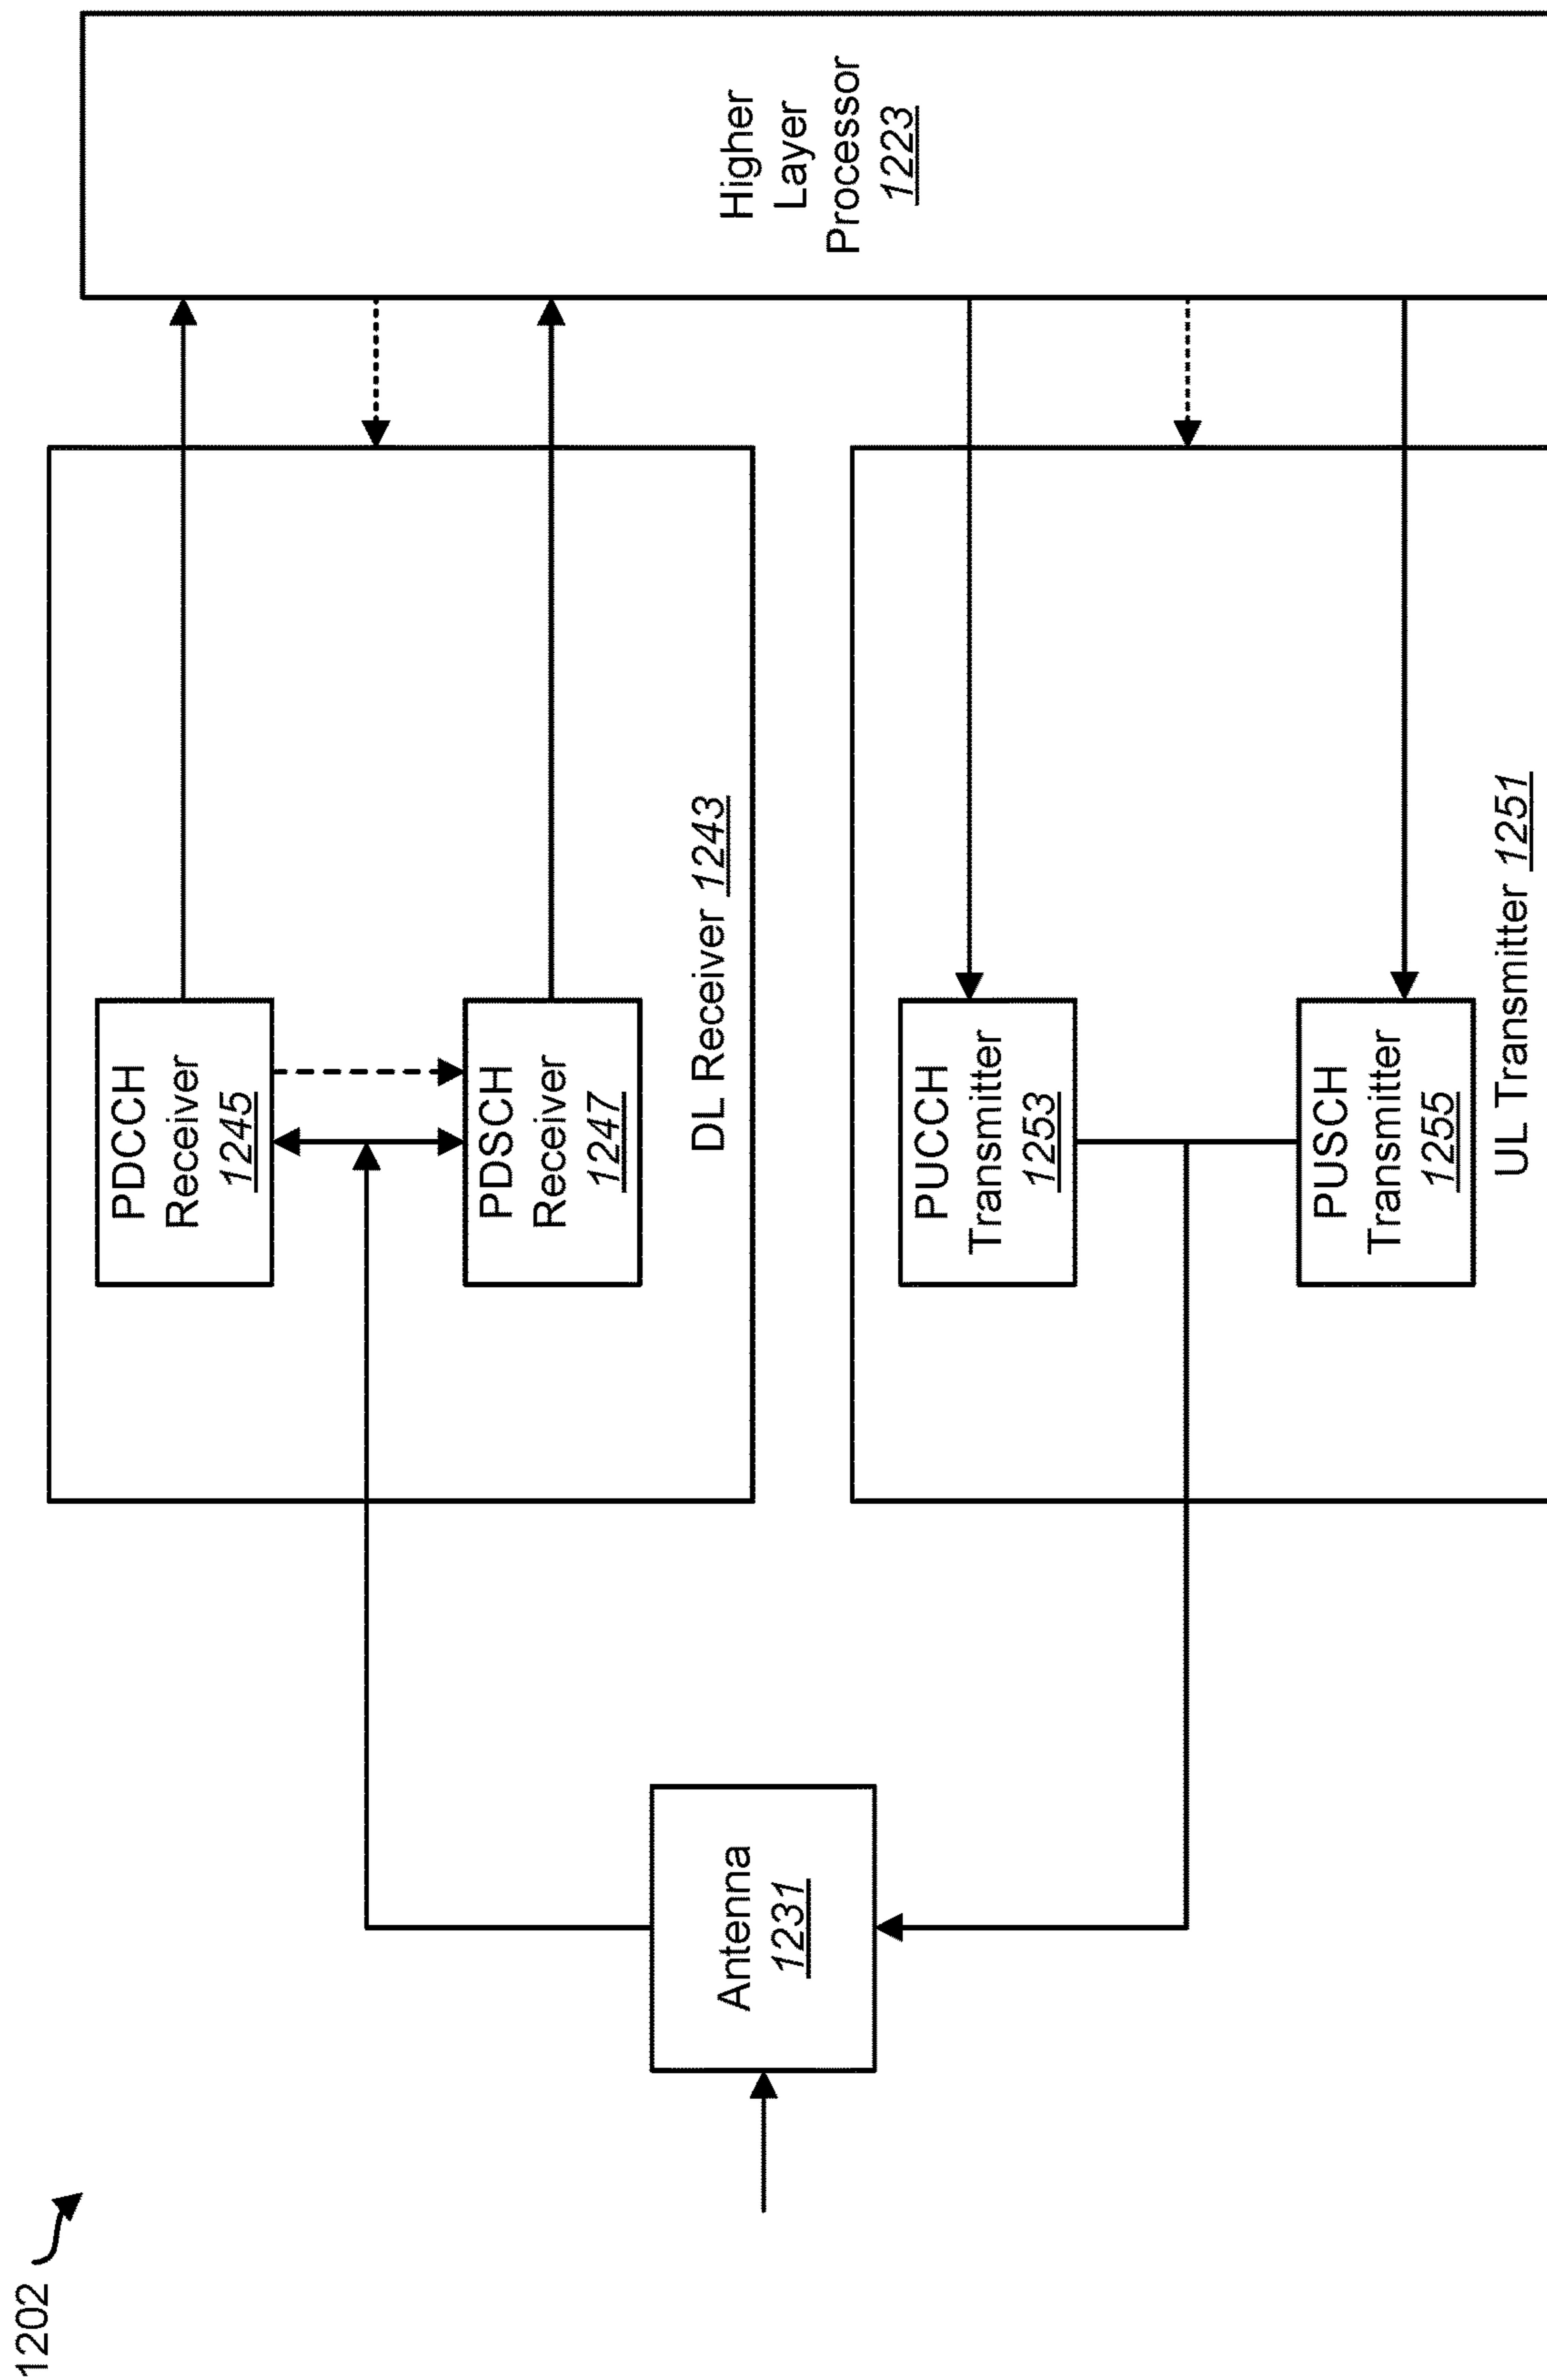 1202
Antenna
1231
PDCCH
Receiver
1245
PDSCH
Receiver
1247
DL Receiver 1243
PUCCH
Transmitter
1253
PUSCH
Transmitter
1255
UL Transmitter 1251
Higher
Layer
Processor
1223